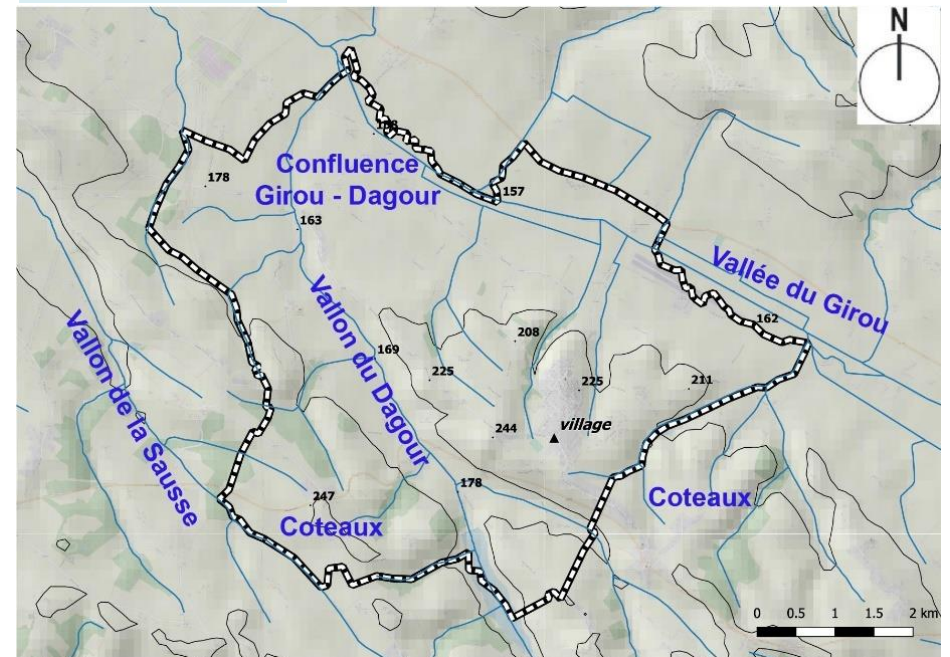 N
Confluence
Girou - Dagour
178
157
163
Vallée du Girou
Vallon de la Sausse
Vallon du Dagour
162
208
169
225
225
211
244
village
178
247
Coteaux
Coteaux
0 0.5 1 1.5 2 km